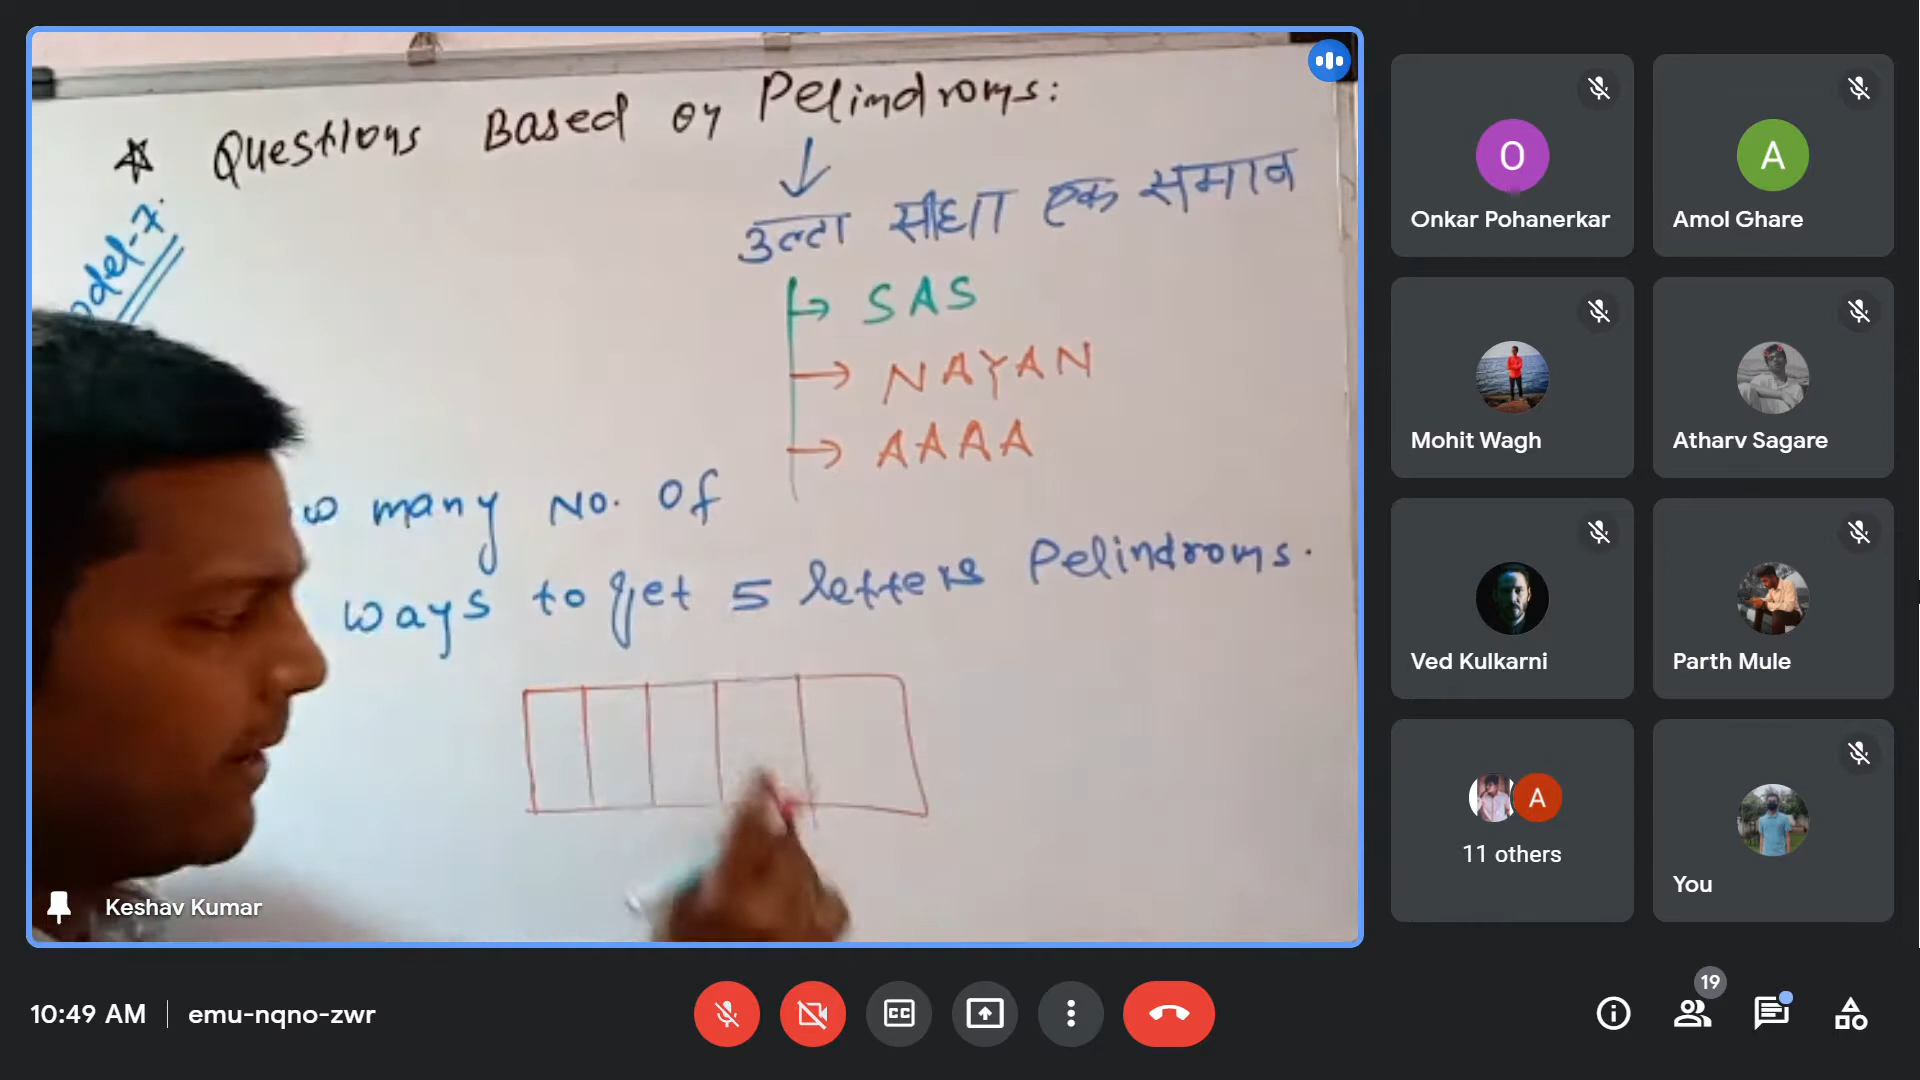 Questions Based on Pelindroms:
उल्टा सीधा एक समान
SAS
NAYAN
AAAA
many No. of
ways to get 5 letters Pelindroms.
Keshav Kumar
O
Onkar Pohanerkar
A
Amol Ghare
Mohit Wagh
Atharv Sagare
Ved Kulkarni
Parth Mule
A
11 others
You
10:49 AM | emu-nqno-zwr
CC
19